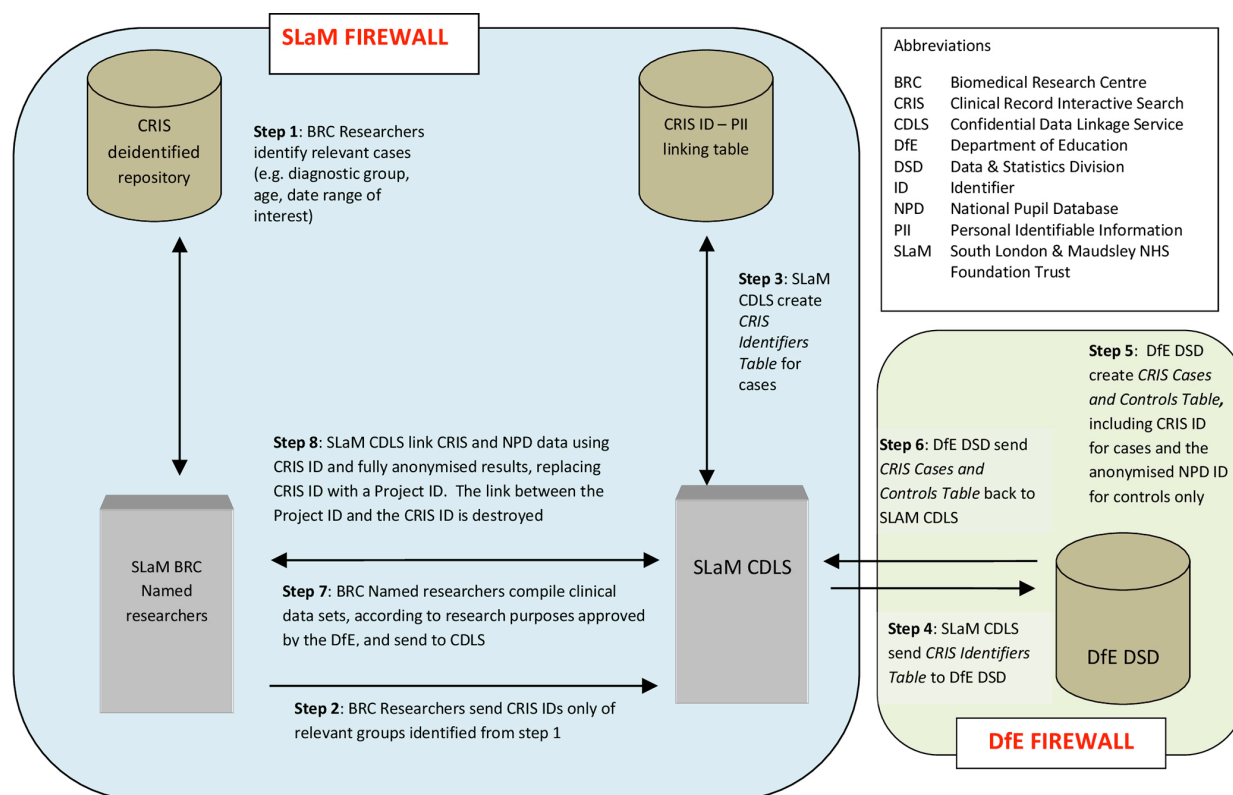 SLaM FIREWALL
CRIS
deidentified
repository
Step 1: BRC Researchers
identify relevant cases
(e.g. diagnostic group,
age, date range of
interest)
CRIS ID – PII
linking table
Abbreviations
BRC Biomedical Research Centre
CRIS Clinical Record Interactive Search
CDLS Confidential Data Linkage Service
DfE Department of Education
DSD Data & Statistics Division
ID Identifier
NPD National Pupil Database
PII Personal Identifiable Information
SLaM South London & Maudsley NHS
Foundation Trust
Step 3: SLaM
CDLS create
CRIS
Identifiers
Table for
cases
Step 8: SLaM CDLS link CRIS and NPD data using
CRIS ID and fully anonymised results, replacing
CRIS ID with a Project ID. The link between the
Project ID and the CRIS ID is destroyed
SLaM BRC
Named
researchers
SLaM CDLS
Step 7: BRC Named researchers compile clinical
data sets, according to research purposes approved
by the DfE, and send to CDLS
Step 2: BRC Researchers send CRIS IDs only of
relevant groups identified from step 1
Step 5: DfE DSD
create CRIS Cases
and Controls Table,
including CRIS ID
for cases and the
anonymised NPD ID
for controls only
Step 6: DfE DSD send
CRIS Cases and
Controls Table back to
SLAM CDLS
Step 4: SLaM CDLS
send CRIS Identifiers
Table to DfE DSD
DfE DSD
DfE FIREWALL